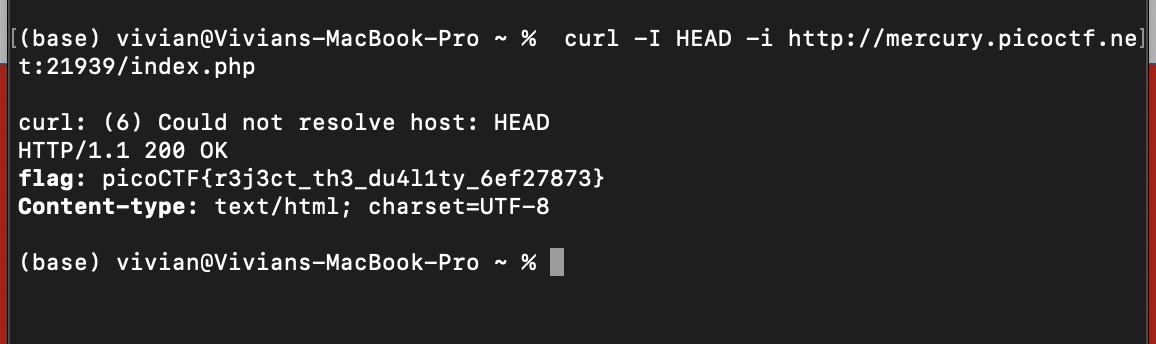 [(base) vivian@Vivians-MacBook-Pro ~ %  curl -I HEAD -i http://mercury.picoctf.ne]
t:21939/index.php
curl: (6) Could not resolve host: HEAD
HTTP/1.1 200 OK
flag: picoCTF{r3j3ct_th3_du4l1ty_6ef27873}
Content-type: text/html; charset=UTF-8
(base) vivian@Vivians-MacBook-Pro ~ %